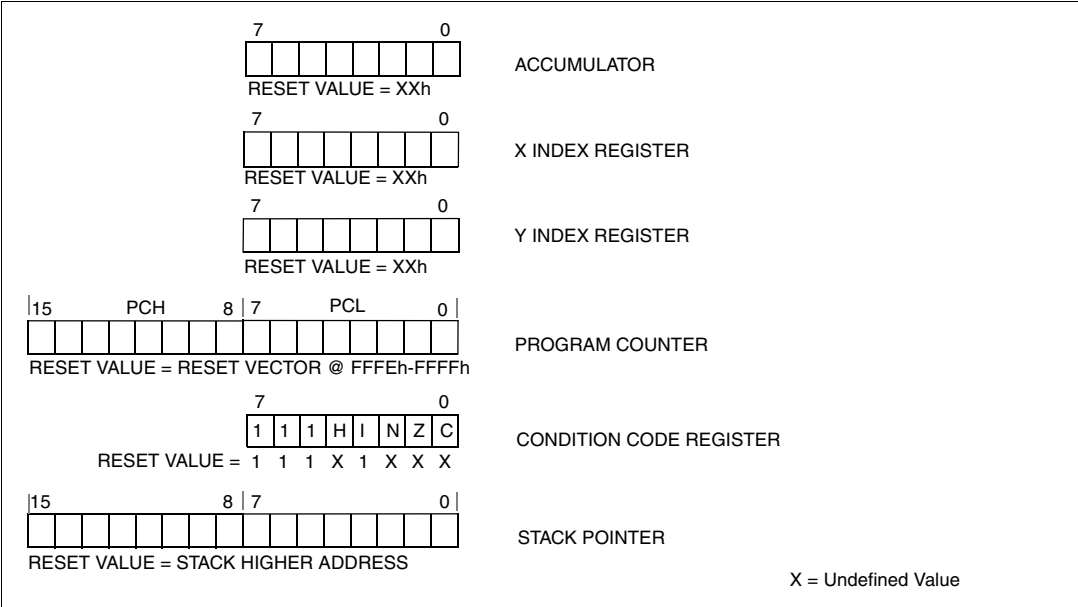 7 0
ACCUMULATOR
RESET VALUE = XXh
7 0
X INDEX REGISTER
RESET VALUE = XXh
7 0
Y INDEX REGISTER
RESET VALUE = XXh
15 PCH 8 7 PCL 0
PROGRAM COUNTER
RESET VALUE = RESET VECTOR @ FFFEh-FFFFh
7 0
1 1 1 H I N Z C
CONDITION CODE REGISTER
RESET VALUE = 1 1 1 X 1 X X X
15 8 7 0
STACK POINTER
RESET VALUE = STACK HIGHER ADDRESS
X = Undefined Value